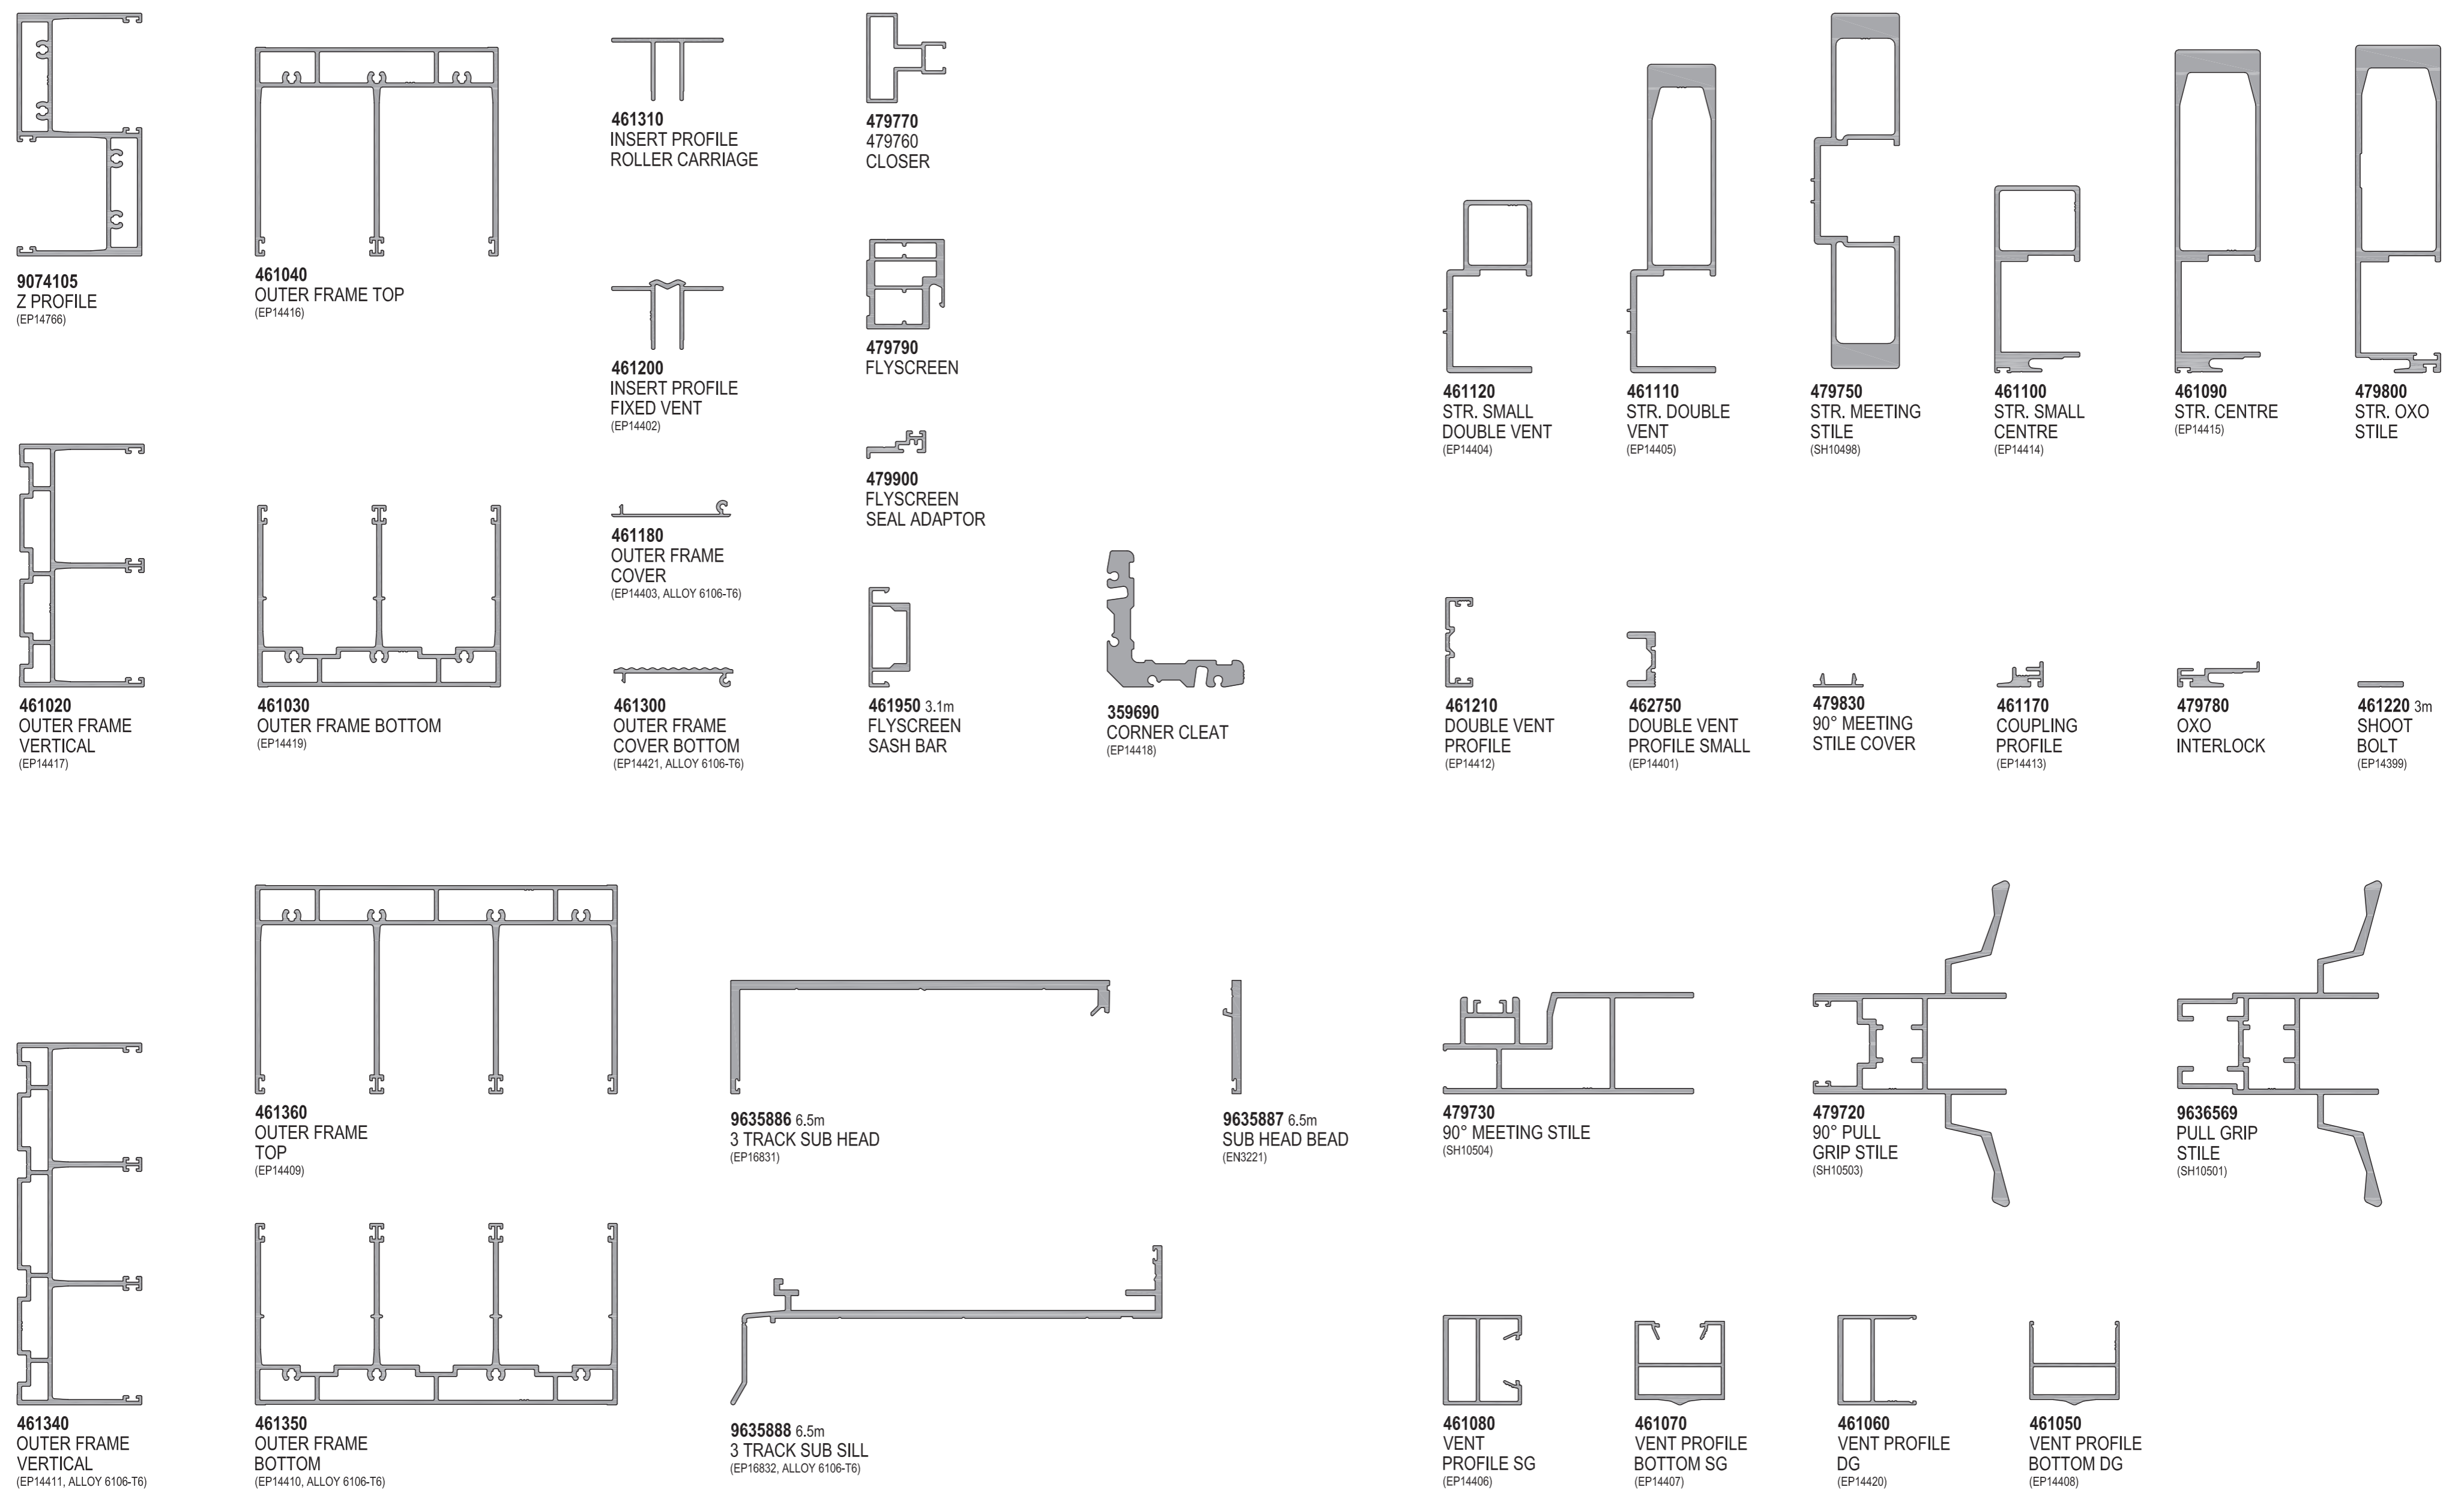 9074105
Z PROFILE
(EP14766)
461040
OUTER FRAME TOP
(EP14416)
461310
INSERT PROFILE
ROLLER CARRIAGE
479770
479760
CLOSER
461200
INSERT PROFILE
FIXED VENT
(EP14402)
479790
FLYSCREEN
479900
FLYSCREEN
SEAL ADAPTOR
461120
STR. SMALL
DOUBLE VENT
(EP14404)
461110
STR. DOUBLE
VENT
(EP14405)
479750
STR. MEETING
STILE
(SH10498)
461100
STR. SMALL
CENTRE
(EP14414)
461090
STR. CENTRE
(EP14415)
479800
STR. OXO
STILE
461020
OUTER FRAME
VERTICAL
(EP14417)
461030
OUTER FRAME BOTTOM
(EP14419)
461180
OUTER FRAME
COVER
(EP14403, ALLOY 6106-T6)
461300
OUTER FRAME
COVER BOTTOM
(EP14421, ALLOY 6106-T6)
461950 3.1m
FLYSCREEN
SASH BAR
359690
CORNER CLEAT
(EP14418)
461210
DOUBLE VENT
PROFILE
(EP14412)
462750
DOUBLE VENT
PROFILE SMALL
(EP14401)
479830
90° MEETING
STILE COVER
461170
COUPLING
PROFILE
(EP14413)
479780
OXO
INTERLOCK
461220 3m
SHOOT
BOLT
(EP14399)
461340
OUTER FRAME
VERTICAL
(EP14411, ALLOY 6106-T6)
461360
OUTER FRAME
TOP
(EP14409)
461350
OUTER FRAME
BOTTOM
(EP14410, ALLOY 6106-T6)
9635886 6.5m
3 TRACK SUB HEAD
(EP16831)
9635887 6.5m
SUB HEAD BEAD
(EN3221)
9635888 6.5m
3 TRACK SUB SILL
(EP16832, ALLOY 6106-T6)
479730
90° MEETING STILE
(SH10504)
479720
90° PULL
GRIP STILE
(SH10503)
9636569
PULL GRIP
STILE
(SH10501)
461080
VENT
PROFILE SG
(EP14406)
461070
VENT PROFILE
BOTTOM SG
(EP14407)
461060
VENT PROFILE
DG
(EP14420)
461050
VENT PROFILE
BOTTOM DG
(EP14408)